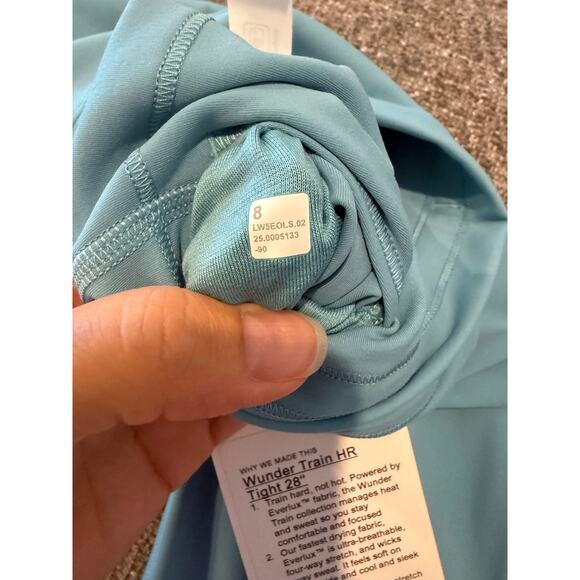 8
LW5EOLS.02
25.0005133
-90
WHY WE MADE THIS
Wunder Train HR
Tight 28"
1. Train hard, not hot. Powered by
Everlux™ fabric, the Wunder
Train collection manages heat
and sweat so you stay
comfortable and focused
2. Our fastest drying fabric,
Everlux™ is ultra-breathable,
four-way stretch, and wicks
away sweat. It feels soft on
and cool and sleek
stretch